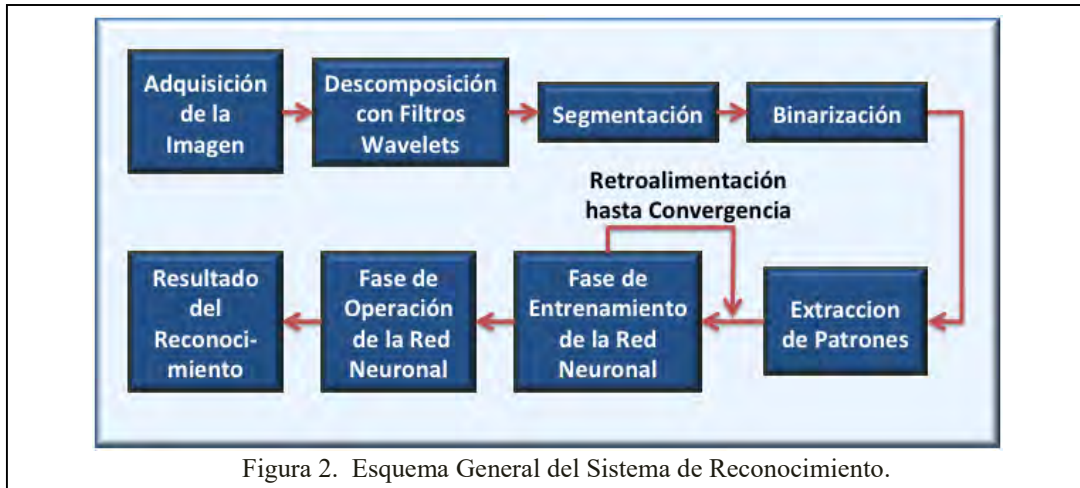 Adquisición
de la
Imagen
Descomposición
con Filtros
Wavelets
Segmentación
Binarización
Retroalimentación
hasta Convergencia
Extraccion
de Patrones
Fase de
Entrenamiento
de la Red
Neuronal
Fase de
Operación
de la Red
Neuronal
Resultado
del
Reconoci-
miento
Figura 2. Esquema General del Sistema de Reconocimiento.